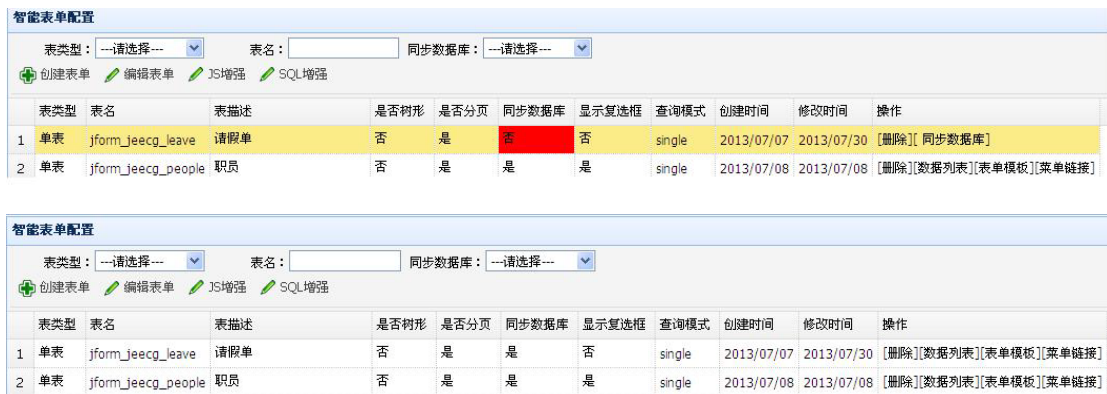 智能表单配置
表类型： ---请选择--- 表名： 同步数据库： ---请选择---
创建表单 编辑表单 JS增强 SQL增强
表类型 表名 表描述 是否树形 是否分页 同步数据库 显示复选框 查询模式 创建时间 修改时间 操作
1 单表 jform_jeecg_leave 请假单 否 是 否 否 single 2013/07/07 2013/07/30 [删除][ 同步数据库]
2 单表 jform_jeecg_people 职员 否 是 是 是 single 2013/07/08 2013/07/08 [删除][数据列表][表单模板][菜单链接]
智能表单配置
表类型： ---请选择--- 表名： 同步数据库： ---请选择---
创建表单 编辑表单 JS增强 SQL增强
表类型 表名 表描述 是否树形 是否分页 同步数据库 显示复选框 查询模式 创建时间 修改时间 操作
1 单表 jform_jeecg_leave 请假单 否 是 是 否 single 2013/07/07 2013/07/30 [删除][数据列表][表单模板][菜单链接]
2 单表 jform_jeecg_people 职员 否 是 是 是 single 2013/07/08 2013/07/08 [删除][数据列表][表单模板][菜单链接]